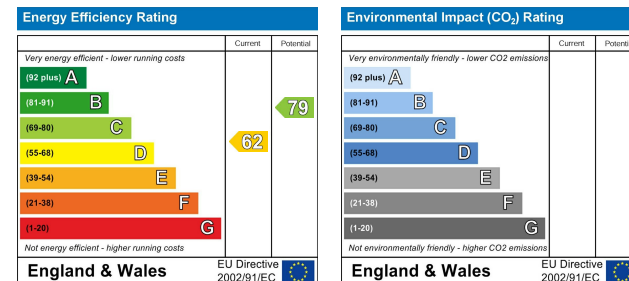 Energy Efficiency Rating
Current Potential
Very energy efficient - lower running costs
(92 plus) A
(81-91) B
(69-80) C
(55-68) D
(39-54) E
(21-38) F
(1-20) G
79
62
Not energy efficient - higher running costs
England & Wales
EU Directive
2002/91/EC
Environmental Impact (CO₂) Rating
Current Potential
Very environmentally friendly - lower CO2 emissions
(92 plus) A
(81-91) B
(69-80) C
(55-68) D
(39-54) E
(21-38) F
(1-20) G
Not environmentally friendly - higher CO2 emissions
England & Wales
EU Directive
2002/91/EC